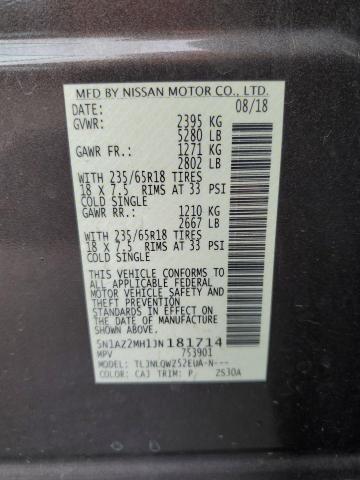 MFD BY NISSAN MOTOR CO., LTD.
DATE: 08/18
GVWR: 2395 KG
5280 LB
GAWR FR.: 1271 KG
2802 LB
WITH 235/65R18 TIRES
18 X 7.5 RIMS AT 33 PSI
COLD SINGLE
GAWR RR.: 1210 KG
2667 LB
WITH 235/65R18 TIRES
18 X 7.5 RIMS AT 33 PSI
COLD SINGLE
THIS VEHICLE CONFORMS TO
ALL APPLICABLE FEDERAL
MOTOR VEHICLE SAFETY
AND THEFT PREVENTION
STANDARDS IN EFFECT ON
THE DATE OF MANUFACTURE
SHOWN ABOVE.
5N1AZ2MH1JN181714
MPV 753901
MODEL: TLJNLQWZ52EUA-N---
COLOR: CAJ TRIM: P/ ZS30A